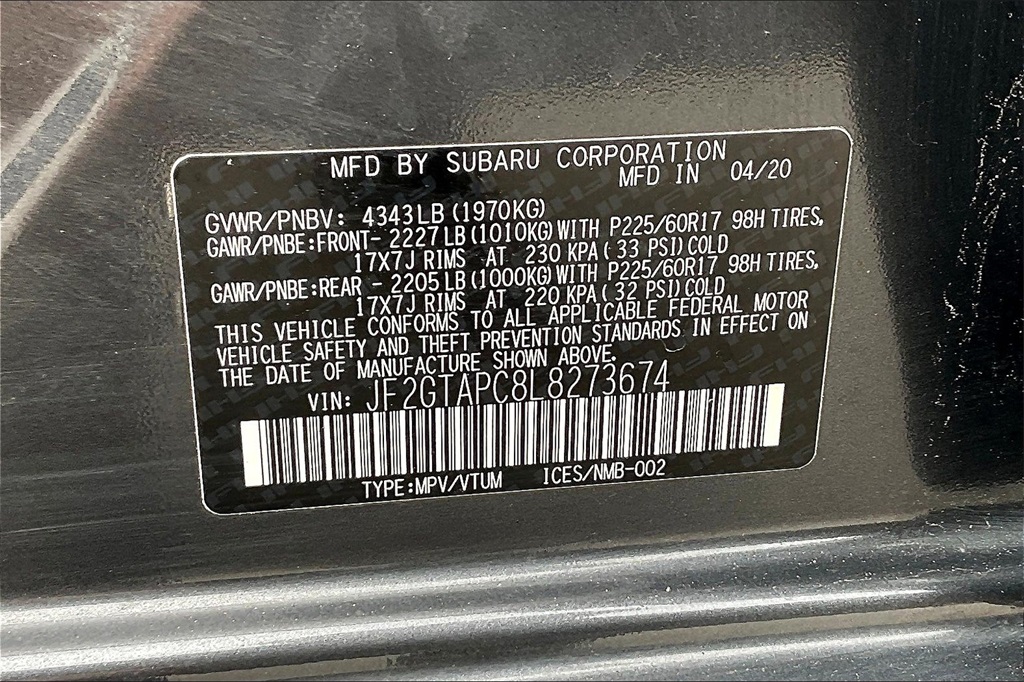 MFD BY SUBARU CORPORATION
MFD IN 04/20
GVWR/PNBV: 4343LB (1970KG)
GAWR/PNBE:FRONT- 2227LB (1010KG) WITH P225/60R17 98H TIRES,
17X7J RIMS AT 230 KPA ( 33 PSI) COLD
GAWR/PNBE:REAR - 2205LB (1000KG) WITH P225/60R17 98H TIRES,
17X7J RIMS AT 220 KPA ( 32 PSI) COLD
THIS VEHICLE CONFORMS TO ALL APPLICABLE FEDERAL MOTOR
VEHICLE SAFETY AND THEFT PREVENTION STANDARDS IN EFFECT ON
THE DATE OF MANUFACTURE SHOWN ABOVE.
VIN: JF2GTAPC8L8273674
TYPE:MPV/VTUM ICES/NMB-002